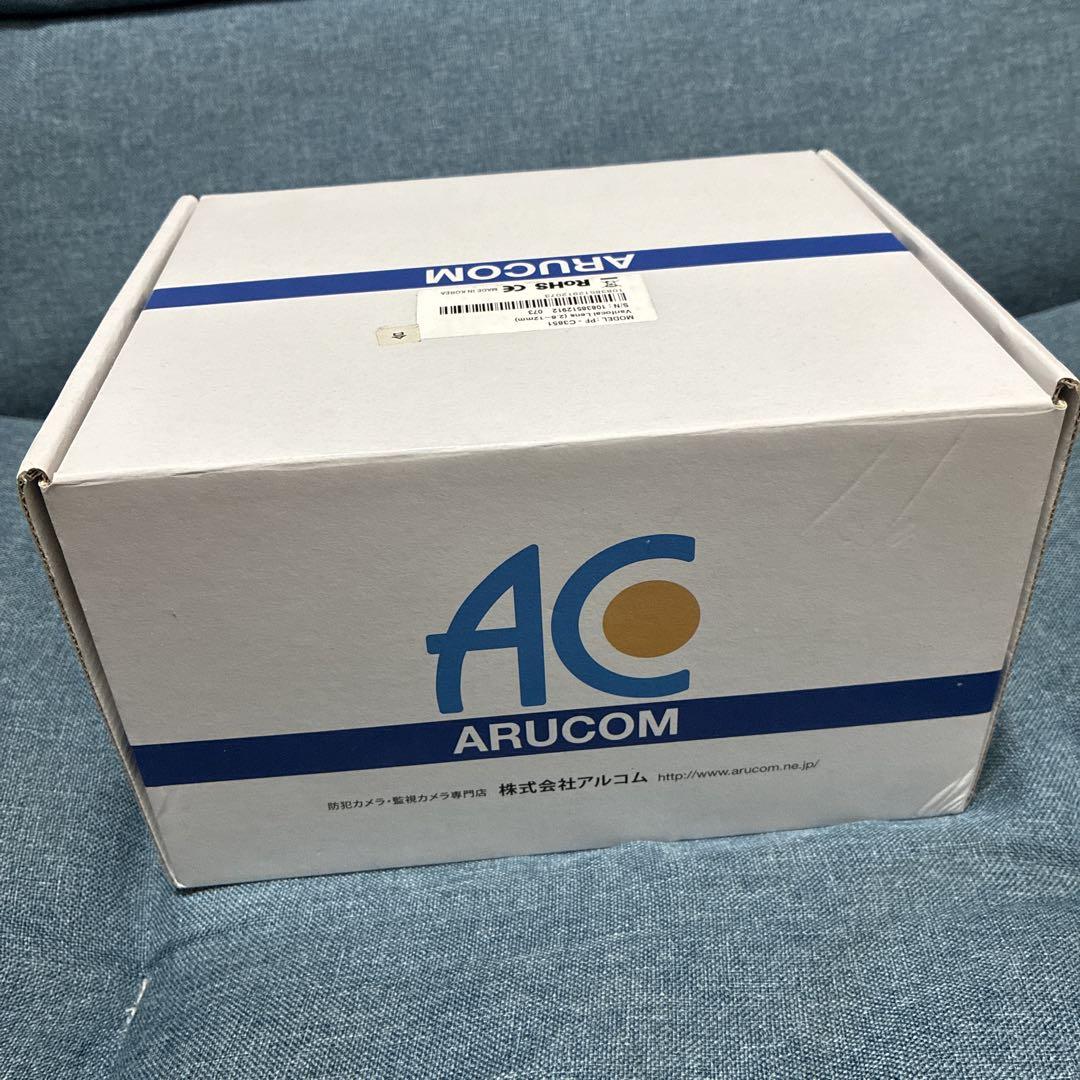 ARUCOM
MODEL : PF - C3851
Varifocal Lens (2.8~12mm)
S/N : 10838512912 073
10838512912073
RoHS CE MADE IN KOREA
合
AC
ARUCOM
防犯カメラ・監視カメラ専門店 株式会社アルコム http://www.arucom.ne.jp/